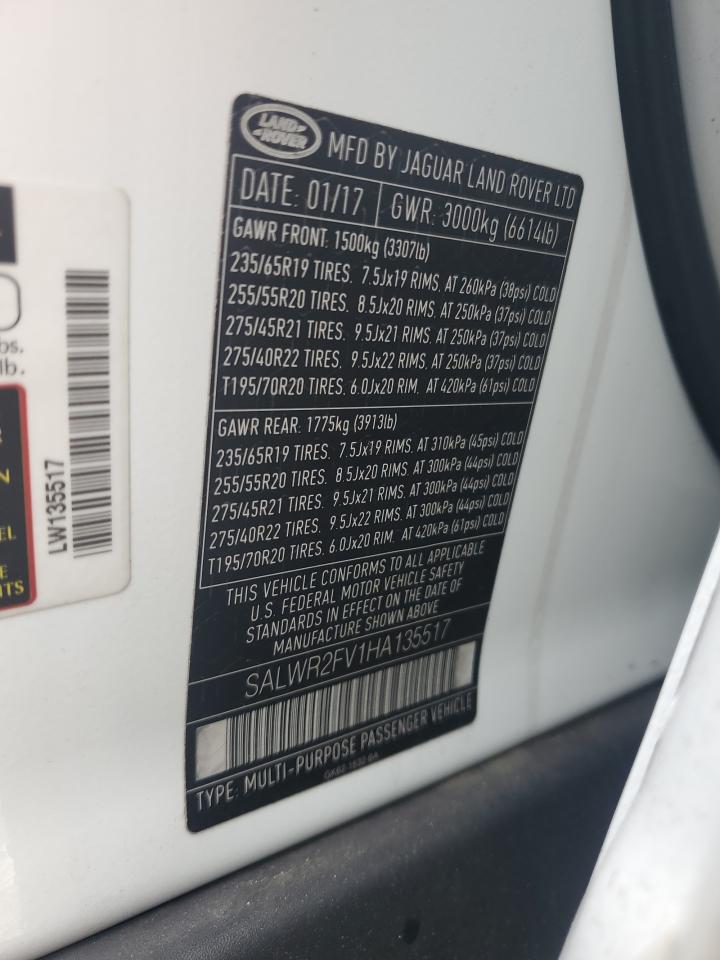 LAND ROVER
MFD BY JAGUAR LAND ROVER LTD
DATE: 01/17 GWR: 3000kg (6614lb)
GAWR FRONT: 1500kg (3307lb)
235/65R19 TIRES. 7.5Jx19 RIMS. AT 260kPa (38psi) COLD
255/55R20 TIRES. 8.5Jx20 RIMS. AT 250kPa (37psi) COLD
275/45R21 TIRES. 9.5Jx21 RIMS. AT 250kPa (37psi) COLD
275/40R22 TIRES. 9.5Jx22 RIMS. AT 250kPa (37psi) COLD
T195/70R20 TIRES. 6.0Jx20 RIM. AT 420kPa (61psi) COLD
GAWR REAR: 1775kg (3913lb)
235/65R19 TIRES. 7.5Jx19 RIMS. AT 310kPa (45psi) COLD
255/55R20 TIRES. 8.5Jx20 RIMS. AT 300kPa (44psi) COLD
275/45R21 TIRES. 9.5Jx21 RIMS. AT 300kPa (44psi) COLD
275/40R22 TIRES. 9.5Jx22 RIMS. AT 300kPa (44psi) COLD
T195/70R20 TIRES. 6.0Jx20 RIM. AT 420kPa (61psi) COLD
THIS VEHICLE CONFORMS TO ALL APPLICABLE
U.S. FEDERAL MOTOR VEHICLE SAFETY
STANDARDS IN EFFECT ON THE DATE OF
MANUFACTURE SHOWN ABOVE
SALWR2FV1HA135517
TYPE: MULTI-PURPOSE PASSENGER VEHICLE
lb.
LW135517